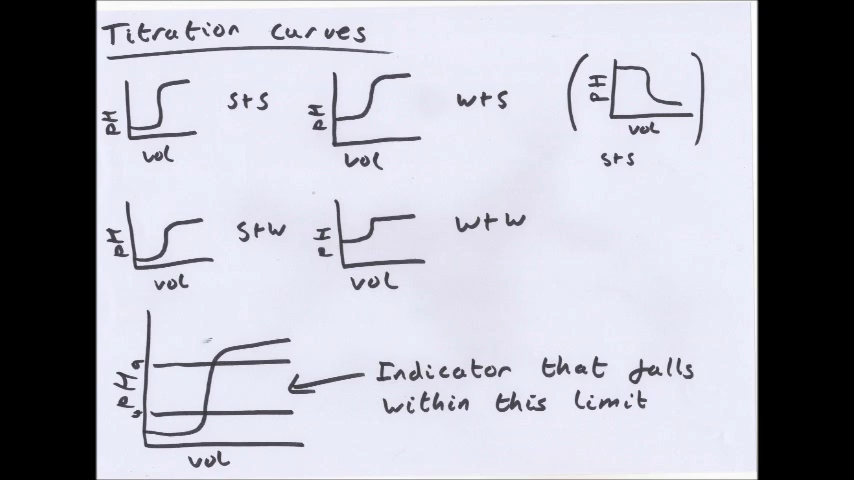 Titration curves
PH
vol
s+s
PH
vol
w+s
PH
vol
s+s
PH
vol
s+w
PH
vol
w+w
PH
vol
Indicator that falls
within this limit